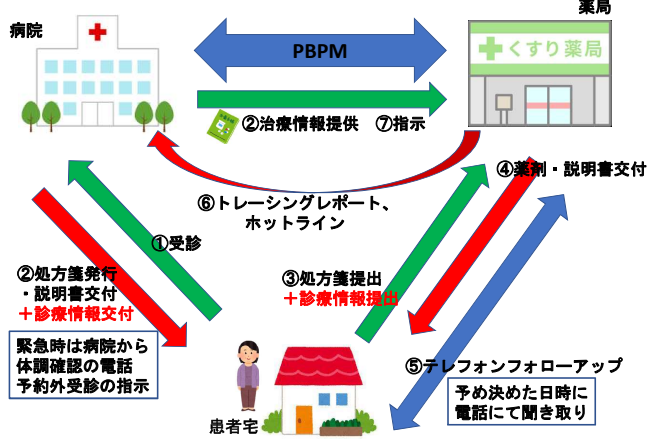 病院
薬局
PBPM
くすり薬局
②治療情報提供 ⑦指示
④薬剤・説明書交付
⑥トレーシングレポート、
ホットライン
①受診
②処方箋発行
・説明書交付
＋診療情報交付
③処方箋提出
＋診療情報提出
緊急時は病院から
体調確認の電話
予約外受診の指示
⑤テレフォンフォローアップ
予め決めた日時に
電話にて聞き取り
患者宅